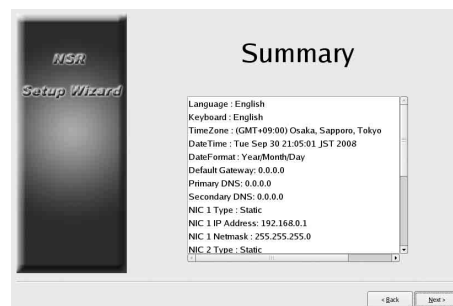 NSR
Setup Wizard
Summary
Language : English
Keyboard : English
TimeZone : (GMT+09:00) Osaka, Sapporo, Tokyo
DateTime : Tue Sep 30 21:05:01 JST 2008
DateFormat : Year/Month/Day
Default Gateway: 0.0.0.0
Primary DNS: 0.0.0.0
Secondary DNS: 0.0.0.0
NIC 1 Type : Static
NIC 1 IP Address: 192.168.0.1
NIC 1 Netmask : 255.255.255.0
NIC 2 Type : Static
< Back Next >